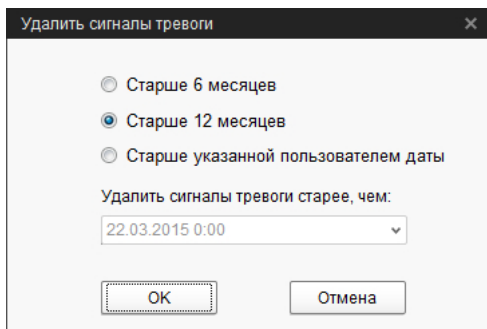 Удалить сигналы тревоги
Старше 6 месяцев
Старше 12 месяцев
Старше указанной пользователем даты
Удалить сигналы тревоги старее, чем:
22.03.2015 0:00
OK Отмена